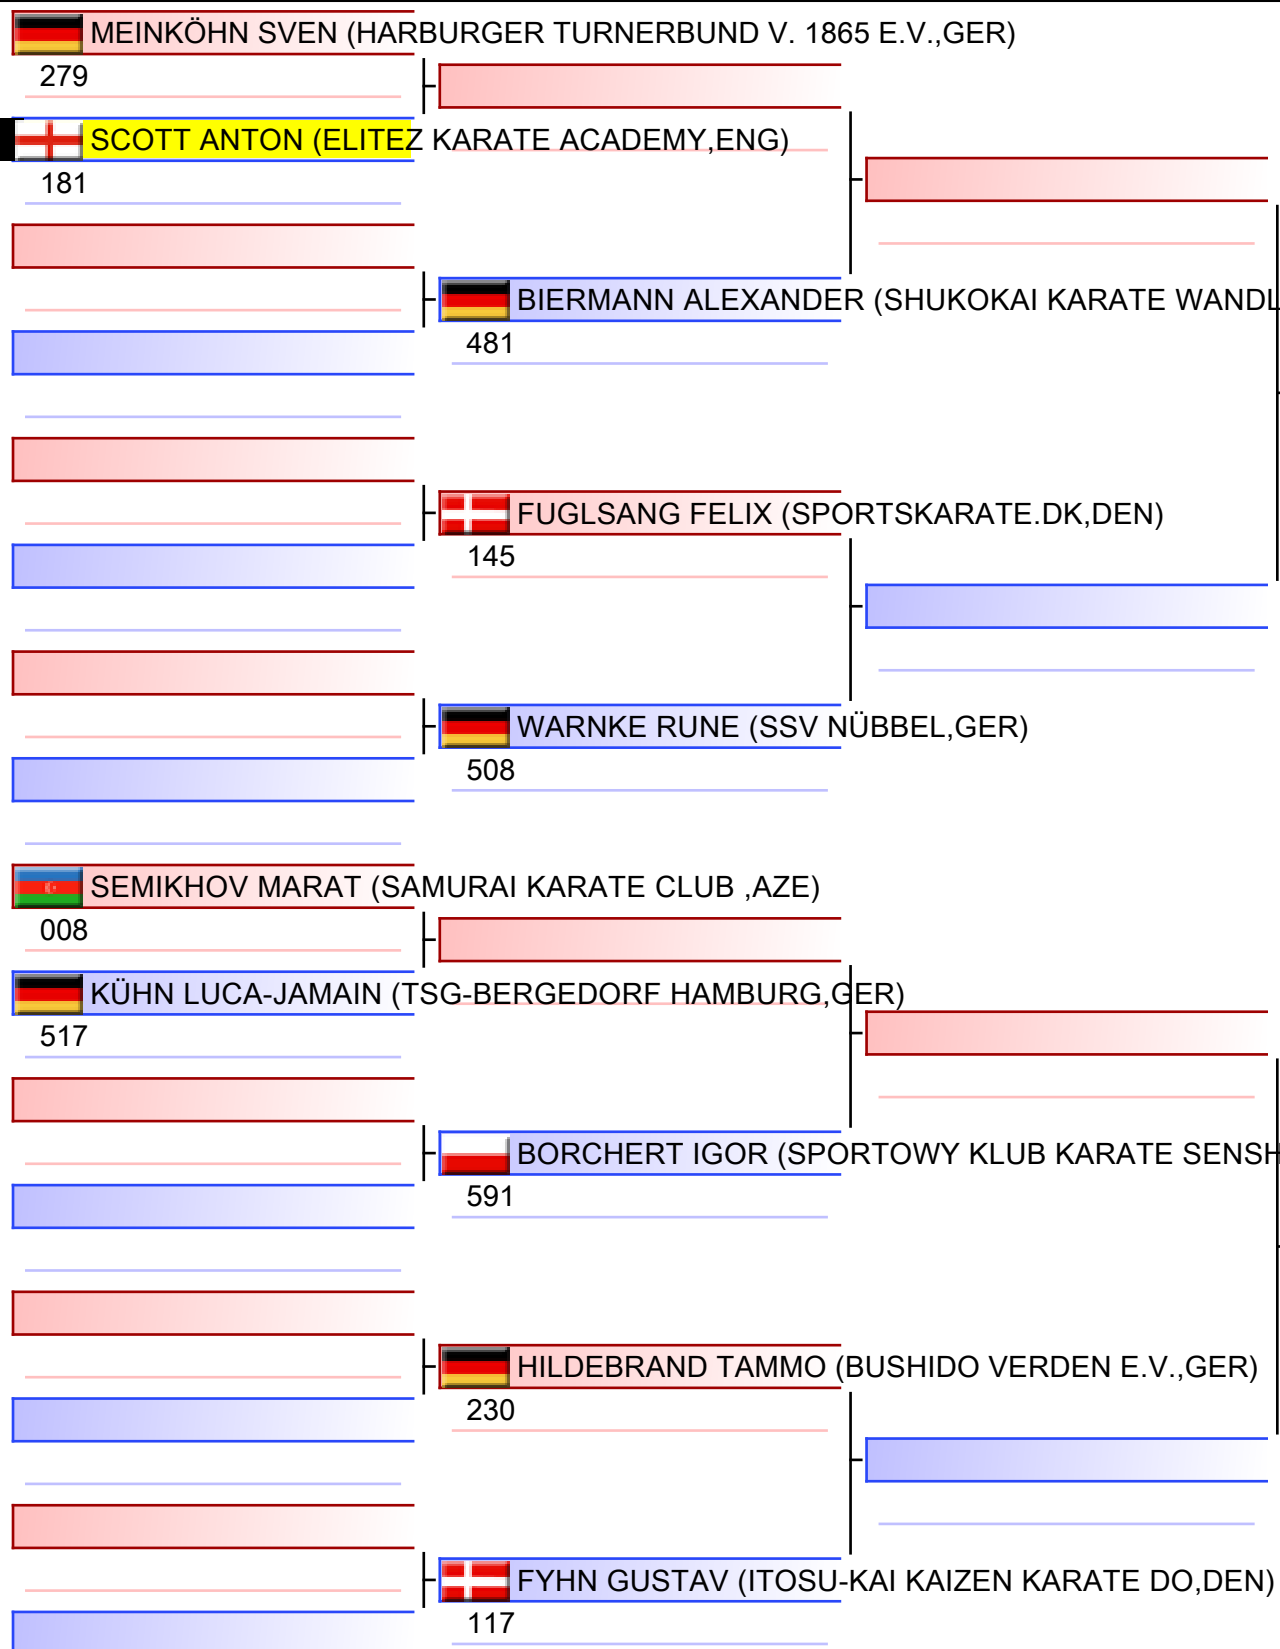 MEINKÖHN SVEN (HARBURGER TURNERBUND V. 1865 E.V.,GER)
279
SCOTT ANTON (ELITEZ KARATE ACADEMY,ENG)
181
BIERMANN ALEXANDER (SHUKOKAI KARATE WANDL
481
FUGLSANG FELIX (SPORTSKARATE.DK,DEN)
145
WARNKE RUNE (SSV NÜBBEL,GER)
508
SEMIKHOV MARAT (SAMURAI KARATE CLUB ,AZE)
008
KÜHN LUCA-JAMAIN (TSG-BERGEDORF HAMBURG,GER)
517
BORCHERT IGOR (SPORTOWY KLUB KARATE SENSH
591
HILDEBRAND TAMMO (BUSHIDO VERDEN E.V.,GER)
230
FYHN GUSTAV (ITOSU-KAI KAIZEN KARATE DO,DEN)
117